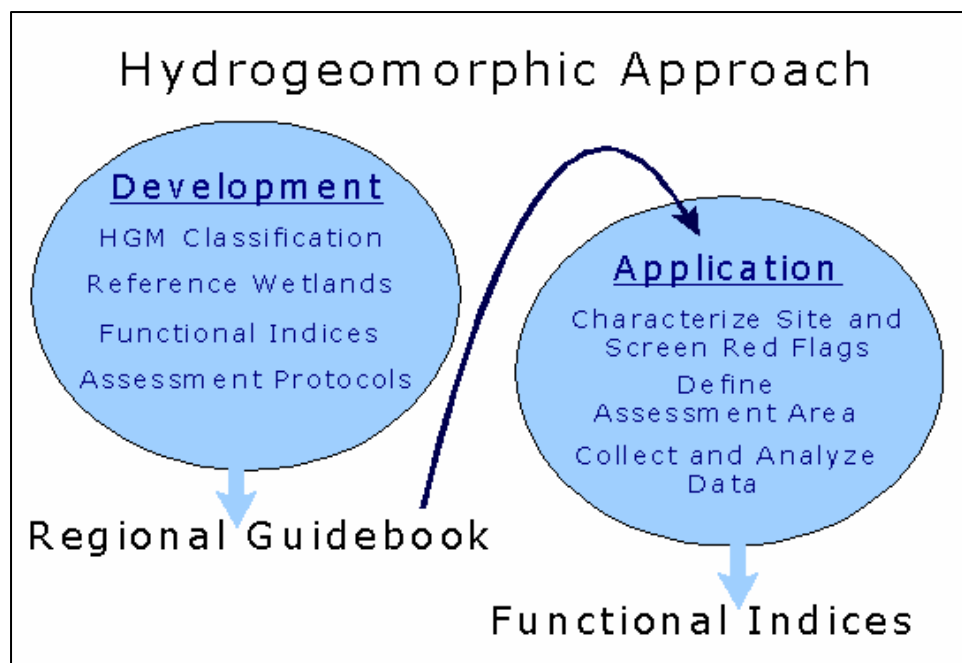 Hydrogeomorphic Approach
Development
HGM Classification
Reference Wetlands
Functional Indices
Assessment Protocols
Regional Guidebook
Application
Characterize Site and
Screen Red Flags
Define
Assessment Area
Collect and Analyze
Data
Functional Indices